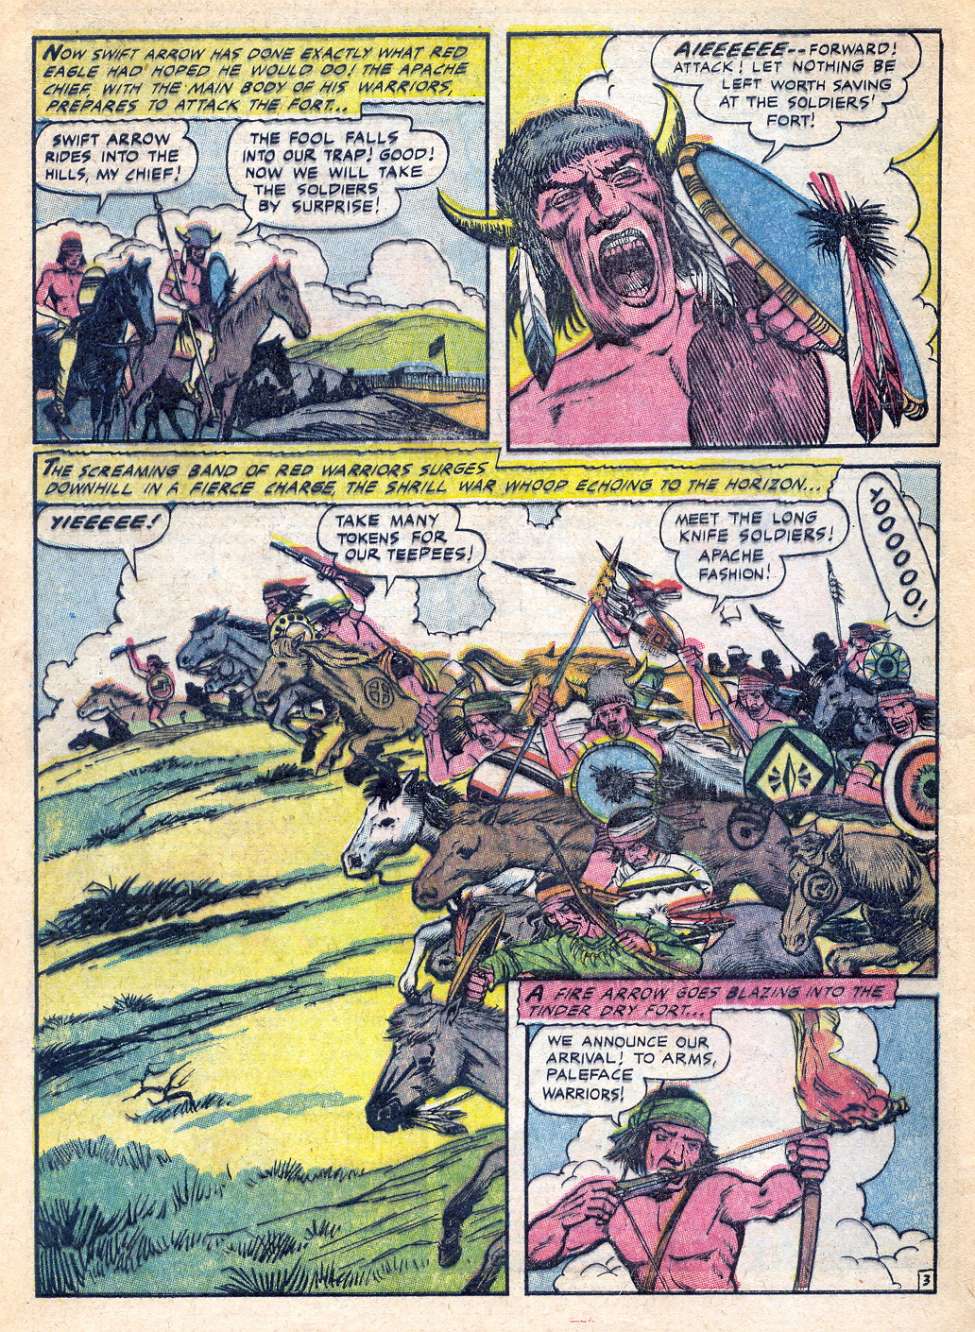 NOW SWIFT ARROW HAS DONE EXACTLY WHAT RED
EAGLE HAD HOPED HE WOULD DO! THE APACHE
CHIEF, WITH THE MAIN BODY OF HIS WARRIORS,
PREPARES TO ATTACK THE FORT...
SWIFT ARROW
RIDES INTO THE
HILLS, MY CHIEF!
THE FOOL FALLS
INTO OUR TRAP! GOOD!
NOW WE WILL TAKE
THE SOLDIERS
BY SURPRISE!
AIEEEEEE--FORWARD!
ATTACK! LET NOTHING BE
LEFT WORTH SAVING
AT THE SOLDIERS'
FORT!
THE SCREAMING BAND OF RED WARRIORS SURGES
DOWNHILL IN A FIERCE CHARGE, THE SHRILL WAR WHOOP ECHOING TO THE HORIZON...
YIEEEEE!
TAKE MANY
TOKENS FOR
OUR TEEPEES!
MEET THE LONG
KNIFE SOLDIERS!
APACHE
FASHION!
YOOOOOOO!
A FIRE ARROW GOES BLAZING INTO THE
TINDER DRY FORT...
WE ANNOUNCE OUR
ARRIVAL! TO ARMS,
PALEFACE
WARRIORS!
3